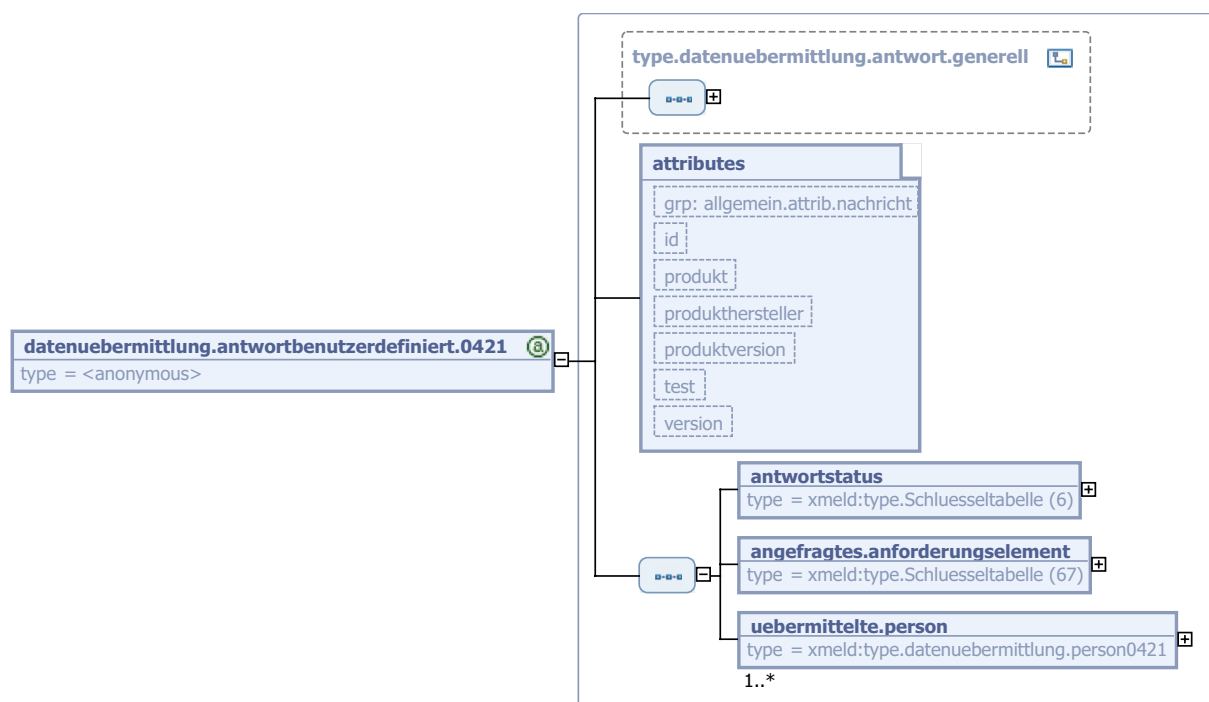 type.datenuebermittlung.antwort.generell
attributes
grp: allgemein.attrib.nachricht
id
produkt
produkthersteller
produktversion
test
version
datenuebermittlung.antwortbenutzerdefiniert.0421
type = <anonymous>
antwortstatus
type = xmeld:type.Schluesseltabelle (6)
angefragtes.anforderungselement
type = xmeld:type.Schluesseltabelle (67)
uebermittelte.person
type = xmeld:type.datenuebermittlung.person0421
1..*